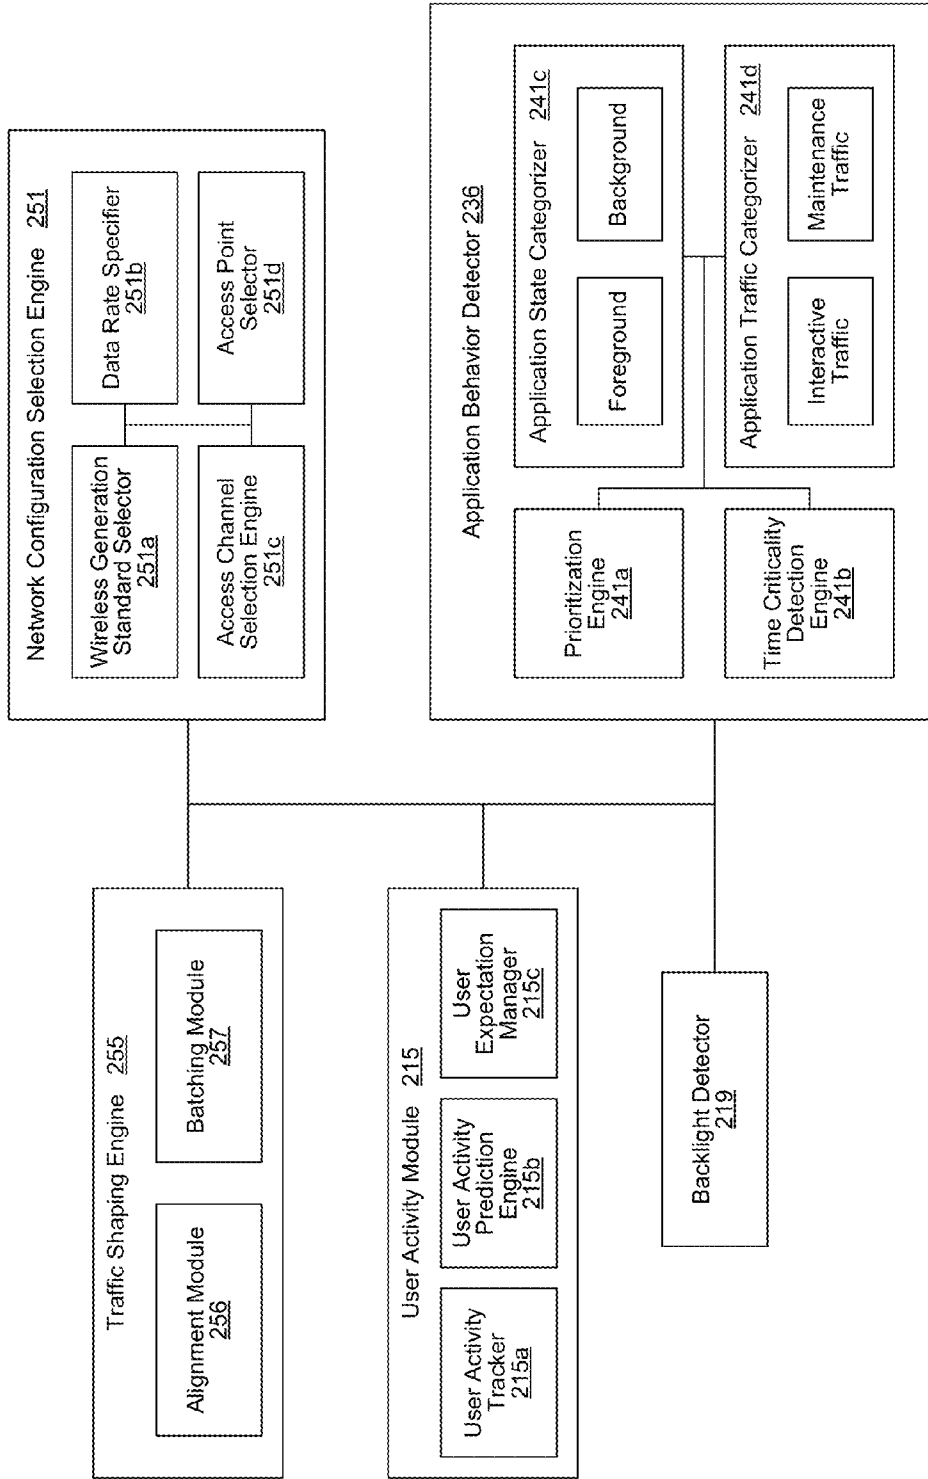 Traffic Shaping Engine 255
Alignment Module
256
Batching Module
257
Network Configuration Selection Engine 251
Wireless Generation
Standard Selector
251a
Data Rate Specifier
251b
Access Channel
Selection Engine
251c
Access Point
Selector
251d
User Activity Module 215
User Activity
Tracker
215a
User Activity
Prediction
Engine
215b
User
Expectation
Manager
215c
Application Behavior Detector 236
Prioritization
Engine
241a
Time Criticality
Detection
Engine
241b
Application State Categorizer 241c
Foreground
Background
Application Traffic Categorizer 241d
Interactive
Traffic
Maintenance
Traffic
Backlight Detector
219